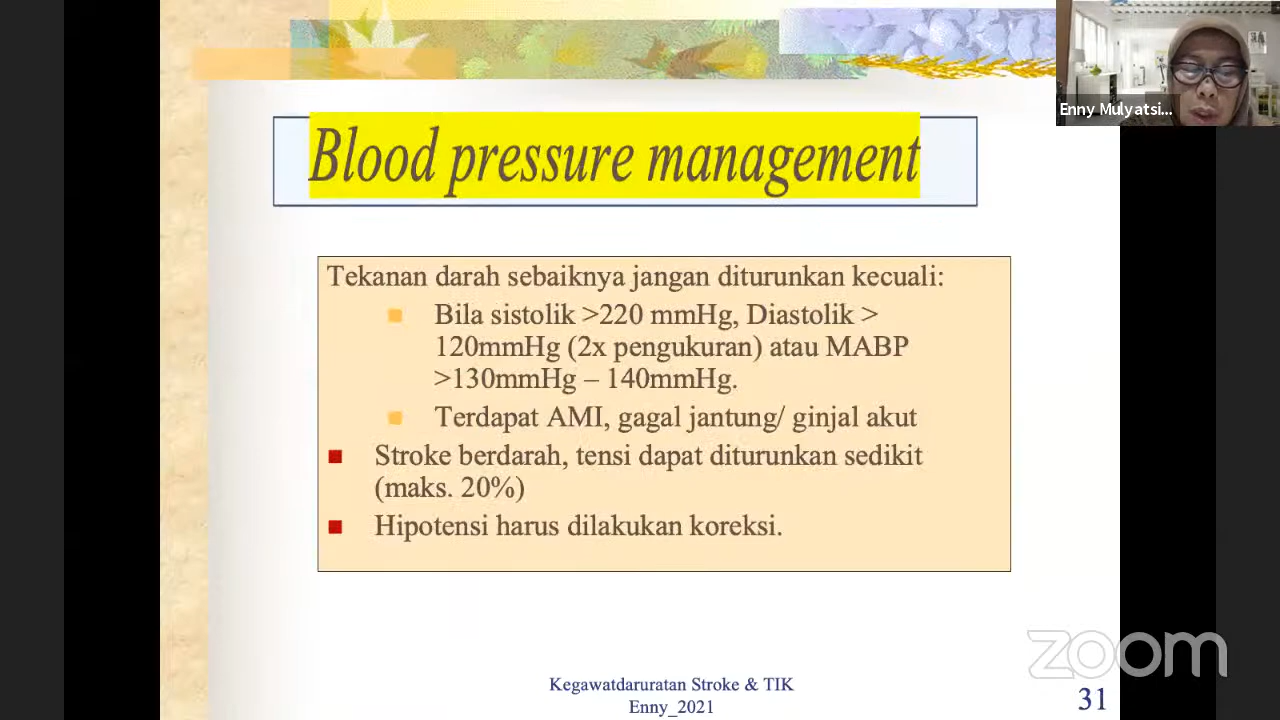 Enny Mulyatsi...
Blood pressure management
Tekanan darah sebaiknya jangan diturunkan kecuali:
Bila sistolik >220 mmHg, Diastolik >
120mmHg (2x pengukuran) atau MABP
>130mmHg – 140mmHg.
Terdapat AMI, gagal jantung/ ginjal akut
Stroke berdarah, tensi dapat diturunkan sedikit
(maks. 20%)
Hipotensi harus dilakukan koreksi.
zoom
Kegawatdaruratan Stroke & TIK
Enny_2021
31